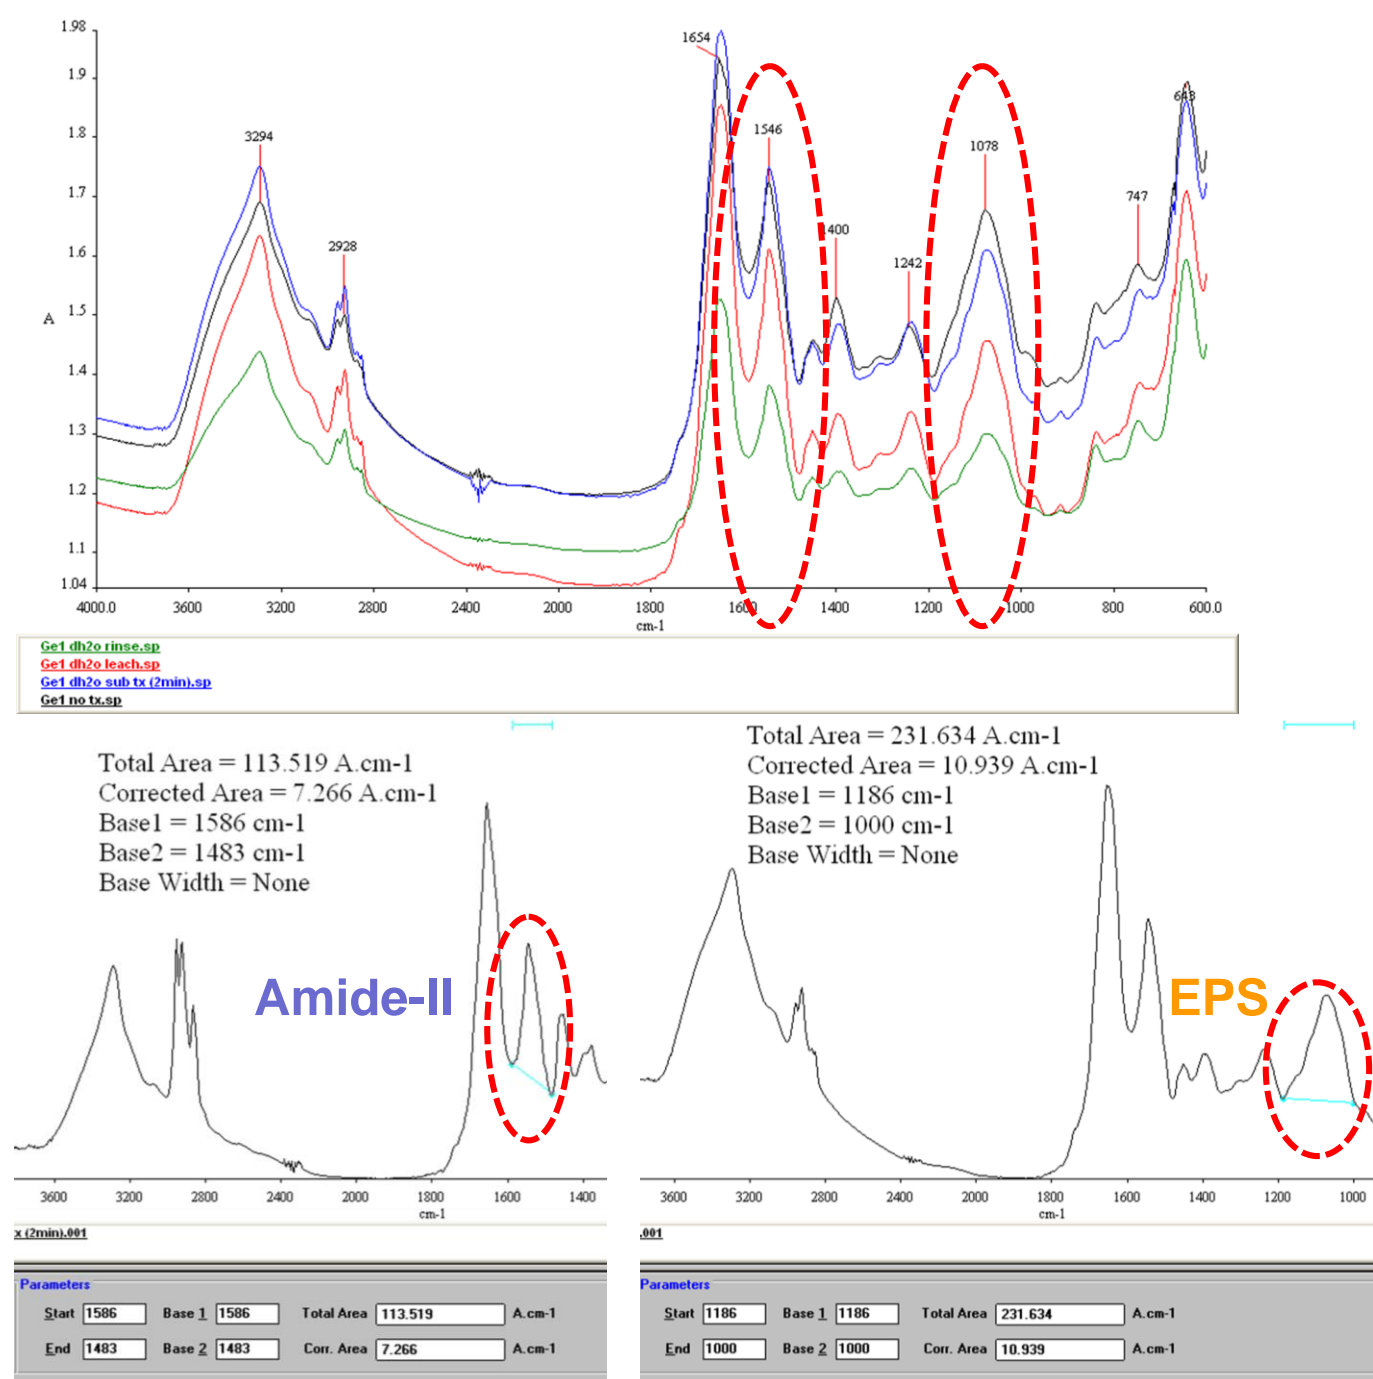 1.98
1.9
1.8
1.7
1.6
1.5
A
1.4
1.3
1.2
1.1
1.04
3294
2928
1654
1546
1400
1242
1078
747
643
4000.0 3600 3200 2800 2400 2000 1800 1600 1400 1200 1000 800 600.0
cm-1
Ge1 dh2o rinse.sp
Ge1 dh2o leach.sp
Ge1 dh2o sub tx (2min).sp
Ge1 no tx.sp
Total Area = 113.519 A.cm-1
Corrected Area = 7.266 A.cm-1
Base1 = 1586 cm-1
Base2 = 1483 cm-1
Base Width = None
Amide-II
3600 3200 2800 2400 2000 1800 1600 1400
cm-1
x (2min).001
Parameters
Start 1586 Base 1 1586 Total Area 113.519 A.cm-1
End 1483 Base 2 1483 Corr. Area 7.266 A.cm-1
Total Area = 231.634 A.cm-1
Corrected Area = 10.939 A.cm-1
Base1 = 1186 cm-1
Base2 = 1000 cm-1
Base Width = None
EPS
3600 3200 2800 2400 2000 1800 1600 1400 1200 1000
cm-1
.001
Parameters
Start 1186 Base 1 1186 Total Area 231.634 A.cm-1
End 1000 Base 2 1000 Corr. Area 10.939 A.cm-1